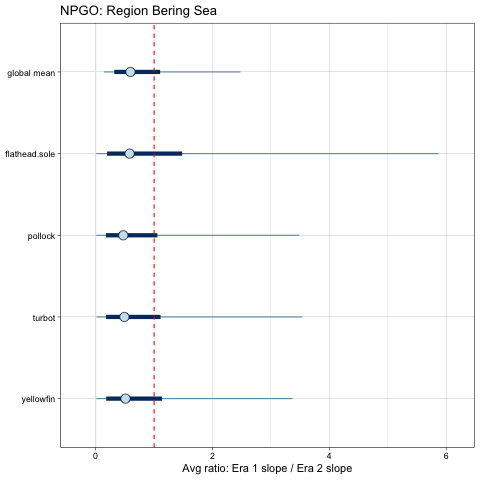 NPGO: Region Bering Sea
global mean
flathead.sole
pollock
turbot
yellowfin
0 2 4 6
Avg ratio: Era 1 slope / Era 2 slope